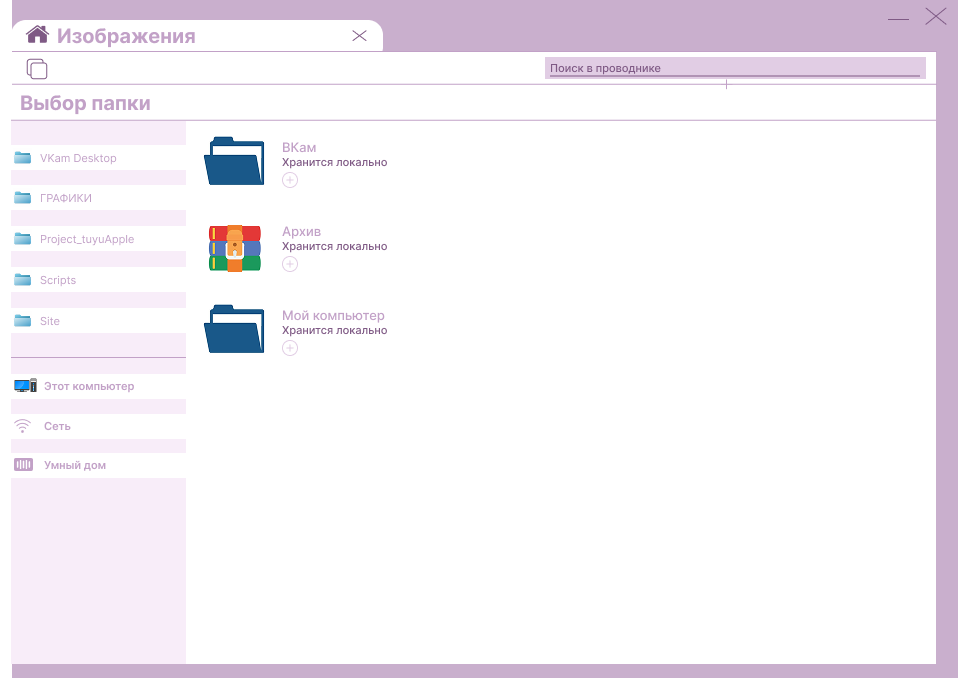 Изображения
Поиск в проводнике
Выбор папки
VKam Desktop
ГРАФИКИ
Project_tuyuApple
Scripts
Site
Этот компьютер
Сеть
Умный дом
ВКам
Хранится локально
Архив
Хранится локально
Мой компьютер
Хранится локально